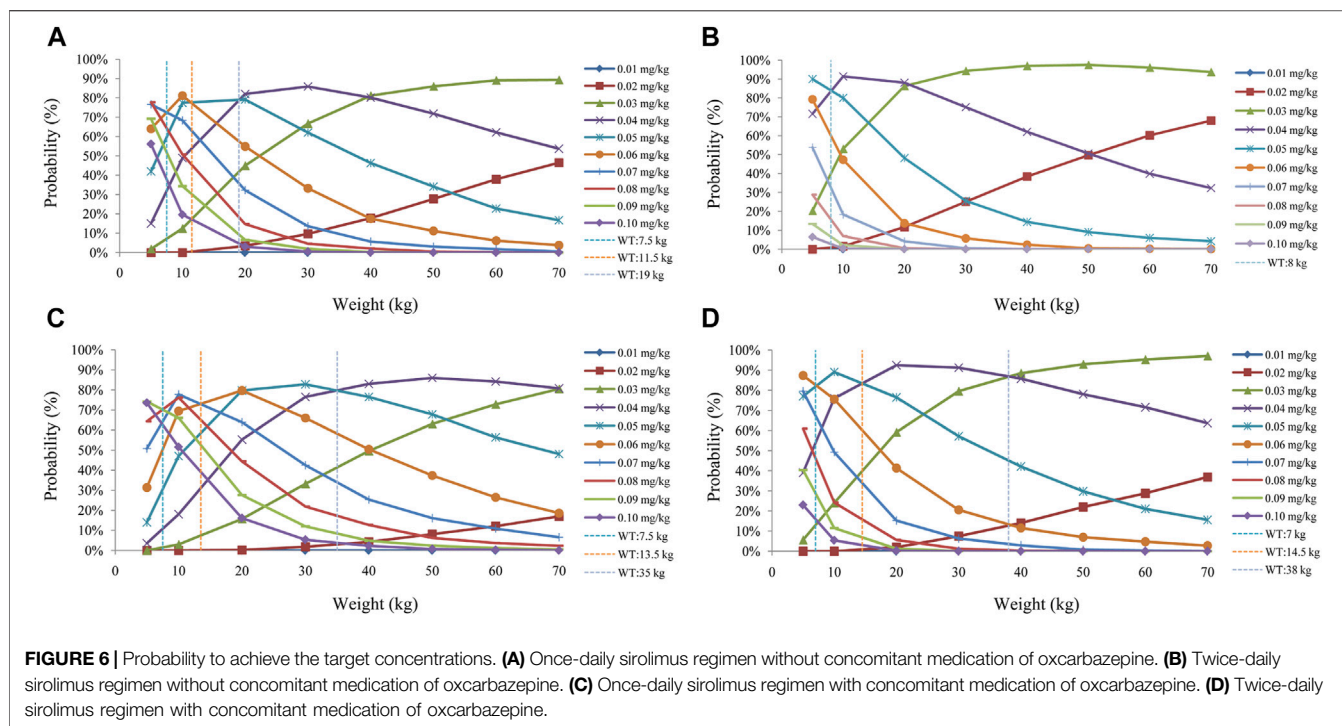 A
100%
90%
80%
70%
60%
50%
40%
30%
20%
10%
0%
Probability (%)
0 10 20 30 40 50 60 70
Weight (kg)
0.01 mg/kg
0.02 mg/kg
0.03 mg/kg
0.04 mg/kg
0.05 mg/kg
0.06 mg/kg
0.07 mg/kg
0.08 mg/kg
0.09 mg/kg
0.10 mg/kg
WT:7.5 kg
WT:11.5 kg
WT:19 kg
B
100%
90%
80%
70%
60%
50%
40%
30%
20%
10%
0%
Probability (%)
0 10 20 30 40 50 60 70
Weight (kg)
0.01 mg/kg
0.02 mg/kg
0.03 mg/kg
0.04 mg/kg
0.05 mg/kg
0.06 mg/kg
0.07 mg/kg
0.08 mg/kg
0.09 mg/kg
0.10 mg/kg
WT:8 kg
C
100%
90%
80%
70%
60%
50%
40%
30%
20%
10%
0%
Probability (%)
0 10 20 30 40 50 60 70
Weight (kg)
0.01 mg/kg
0.02 mg/kg
0.03 mg/kg
0.04 mg/kg
0.05 mg/kg
0.06 mg/kg
0.07 mg/kg
0.08 mg/kg
0.09 mg/kg
0.10 mg/kg
WT:7.5 kg
WT:13.5 kg
WT:35 kg
D
100%
90%
80%
70%
60%
50%
40%
30%
20%
10%
0%
Probability (%)
0 10 20 30 40 50 60 70
Weight (kg)
0.01 mg/kg
0.02 mg/kg
0.03 mg/kg
0.04 mg/kg
0.05 mg/kg
0.06 mg/kg
0.07 mg/kg
0.08 mg/kg
0.09 mg/kg
0.10 mg/kg
WT:7 kg
WT:14.5 kg
WT:38 kg
FIGURE 6 | Probability to achieve the target concentrations. (A) Once-daily sirolimus regimen without concomitant medication of oxcarbazepine. (B) Twice-daily
sirolimus regimen without concomitant medication of oxcarbazepine. (C) Once-daily sirolimus regimen with concomitant medication of oxcarbazepine. (D) Twice-daily
sirolimus regimen with concomitant medication of oxcarbazepine.